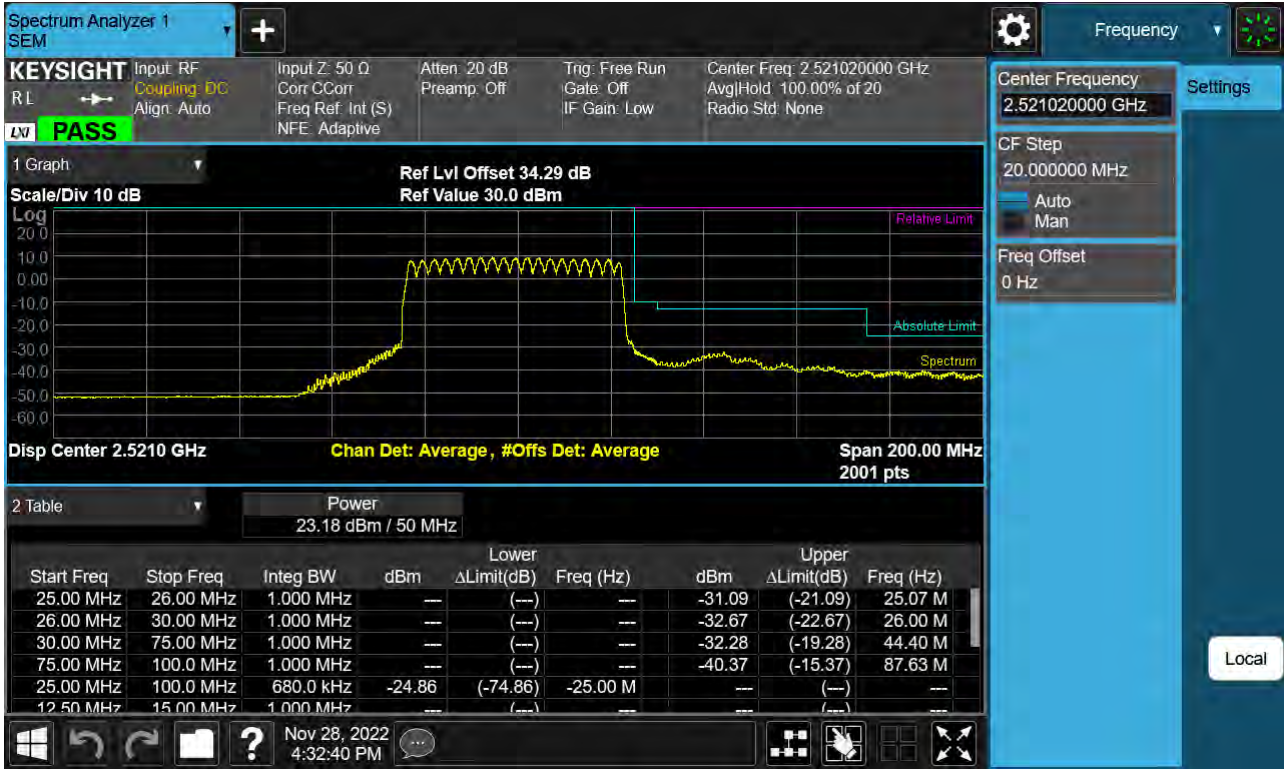 Spectrum Analyzer 1
SEM
+
Frequency
KEYSIGHT
R L
LXI
PASS
Input: RF
Coupling: DC
Align: Auto
Input Z: 50 Ω
Corr CCorr
Freq Ref: Int (S)
NFE: Adaptive
Atten: 20 dB
Preamp: Off
Trig: Free Run
Gate: Off
IF Gain: Low
Center Freq: 2.521020000 GHz
Avg|Hold: 100.00% of 20
Radio Std: None
Center Frequency
2.521020000 GHz
Settings
CF Step
20.000000 MHz
Auto
Man
Freq Offset
0 Hz
Local
1 Graph
Scale/Div 10 dB
Ref Lvl Offset 34.29 dB
Ref Value 30.0 dBm
Log
20.0
10.0
0.00
-10.0
-20.0
-30.0
-40.0
-50.0
-60.0
Relative Limit
Absolute Limit
Spectrum
Disp Center 2.5210 GHz
Chan Det: Average, #Offs Det: Average
Span 200.00 MHz
2001 pts
2 Table
Power
23.18 dBm / 50 MHz
Lower Upper
Start Freq Stop Freq Integ BW dBm ΔLimit(dB) Freq (Hz) dBm ΔLimit(dB) Freq (Hz)
25.00 MHz 26.00 MHz 1.000 MHz --- (---) --- -31.09 (-21.09) 25.07 M
26.00 MHz 30.00 MHz 1.000 MHz --- (---) --- -32.67 (-22.67) 26.00 M
30.00 MHz 75.00 MHz 1.000 MHz --- (---) --- -32.28 (-19.28) 44.40 M
75.00 MHz 100.0 MHz 1.000 MHz --- (---) --- -40.37 (-15.37) 87.63 M
25.00 MHz 100.0 MHz 680.0 kHz -24.86 (-74.86) -25.00 M --- (---) ---
12.50 MHz 15.00 MHz 1.000 MHz --- (---) --- --- (---) ---
?
Nov 28, 2022
4:32:40 PM